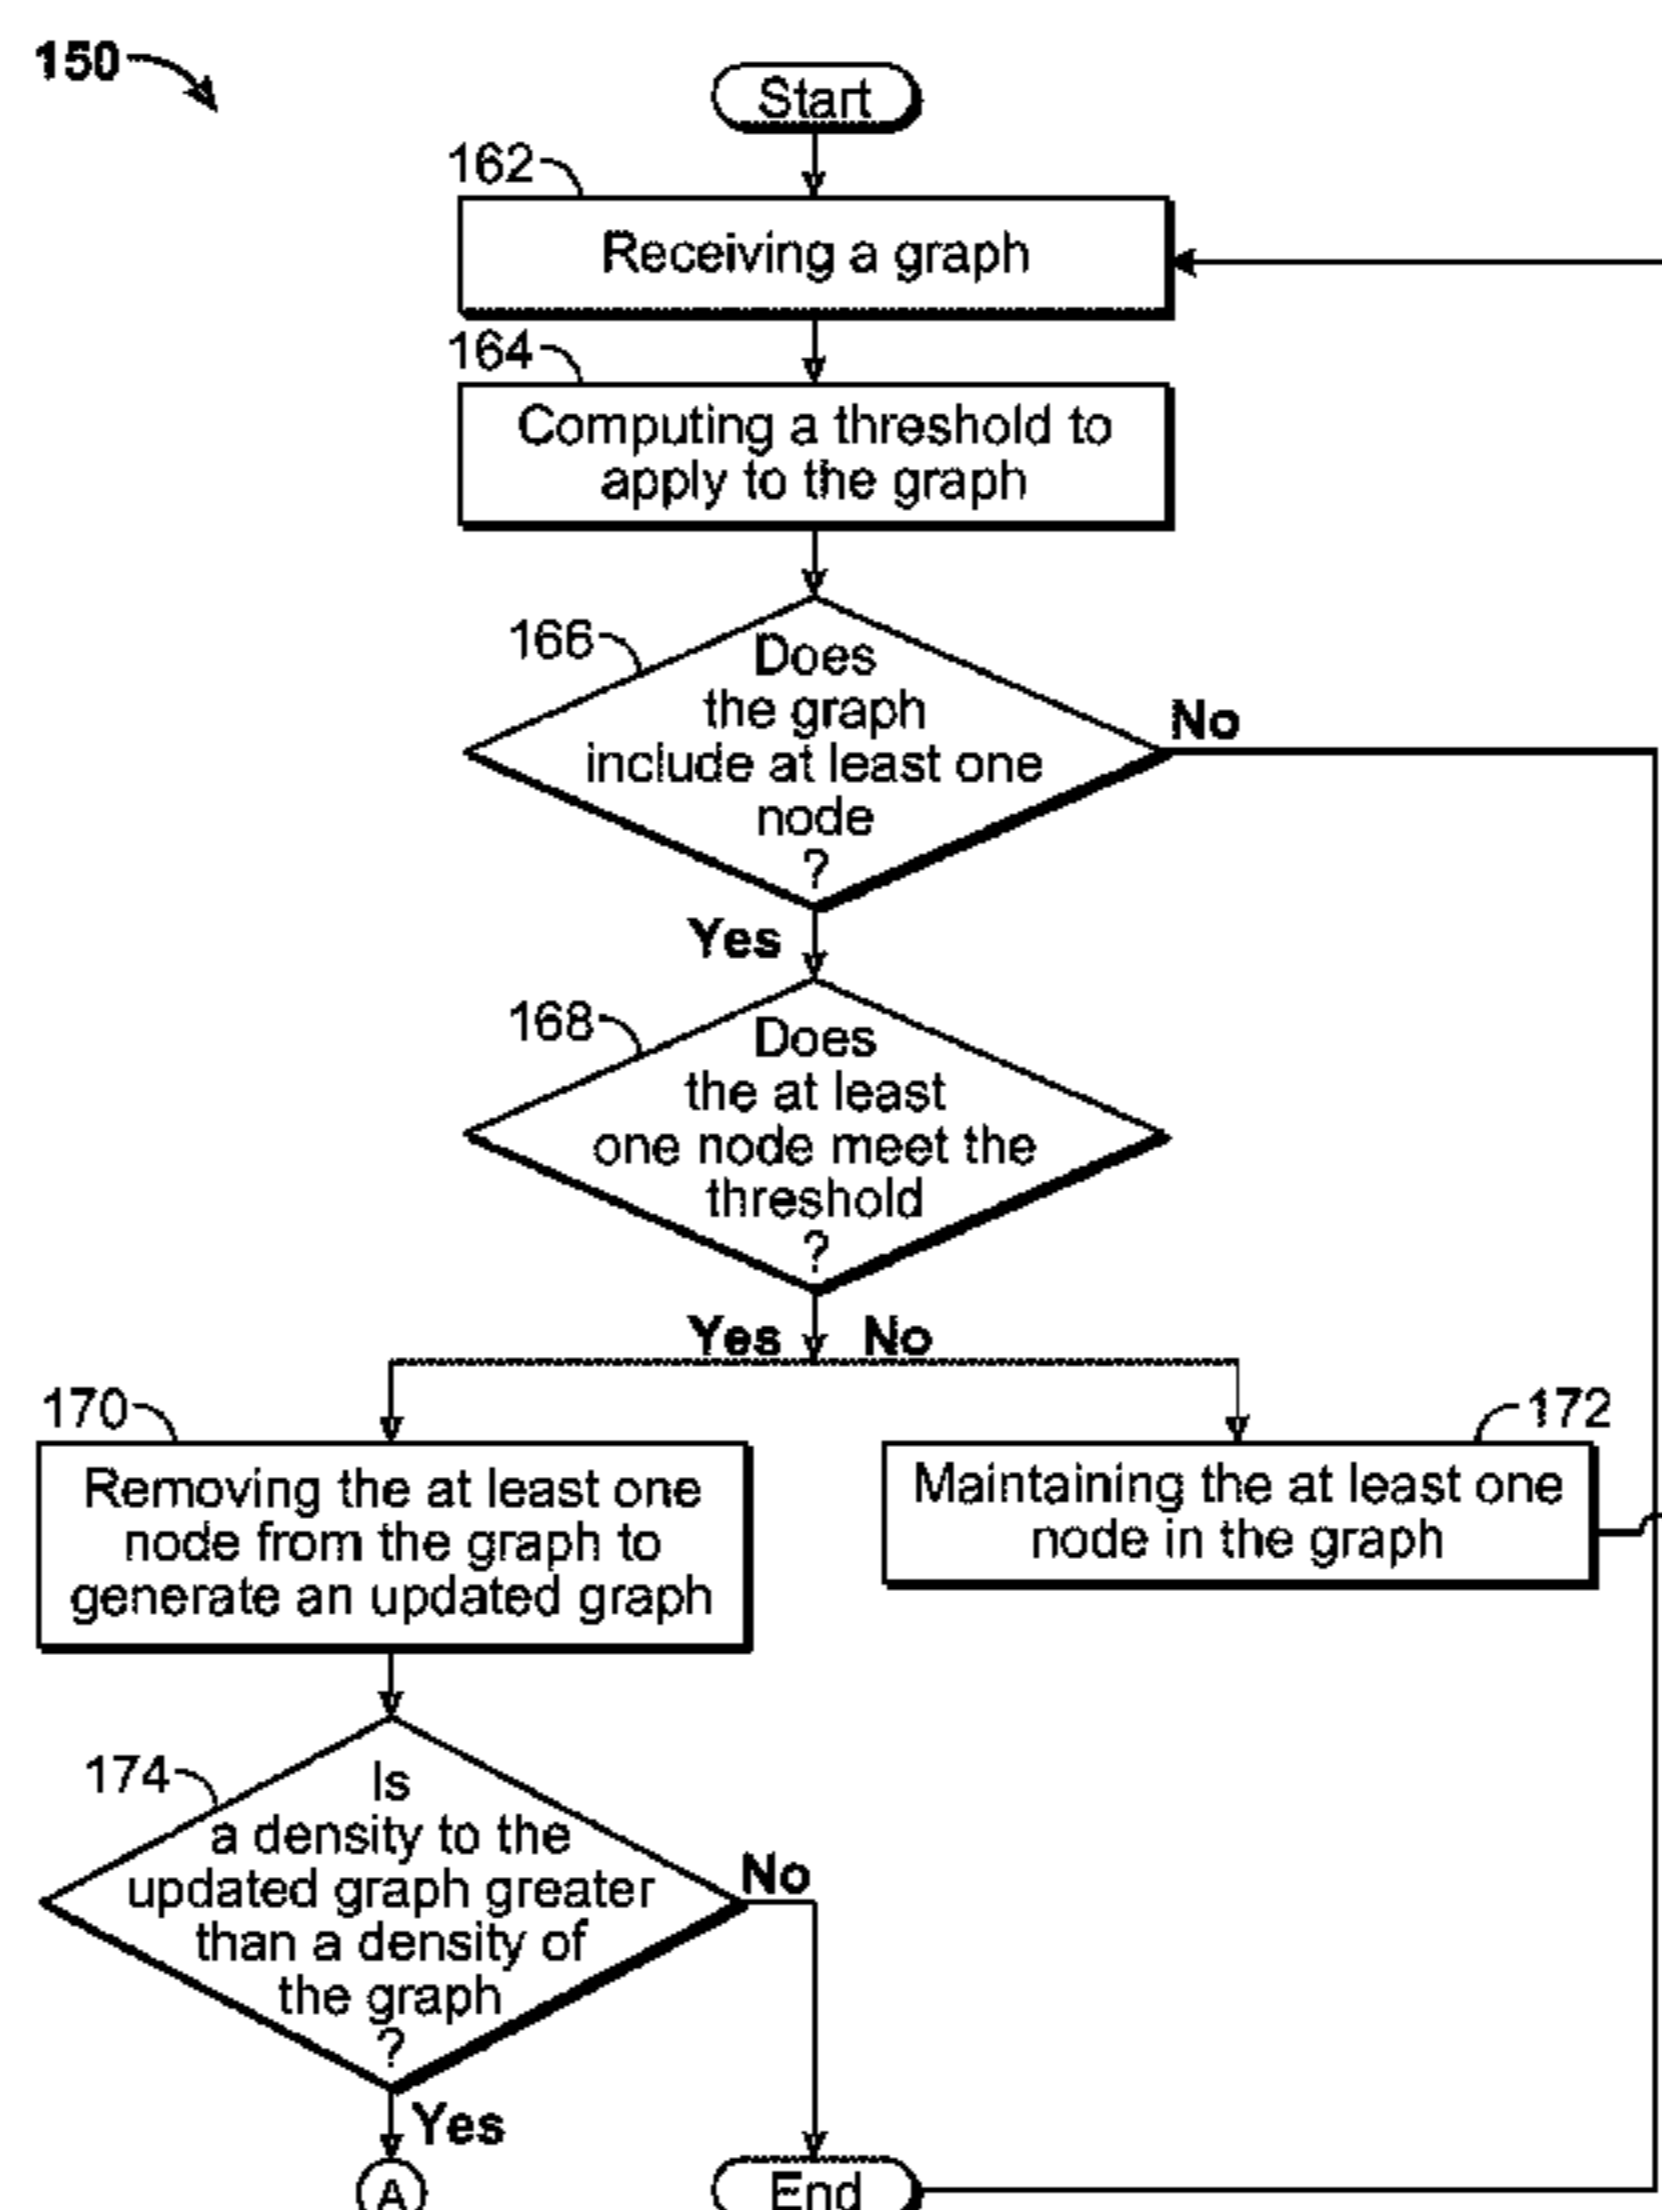 150
Start
162
Receiving a graph
164
Computing a threshold to
apply to the graph
166
Does
the graph
include at least one
node
?
No
Yes
168
Does
the at least
one node meet the
threshold
?
Yes
No
170
Removing the at least one
node from the graph to
generate an updated graph
172
Maintaining the at least one
node in the graph
174
Is
a density to the
updated graph greater
than a density of
the graph
?
No
Yes
A
End